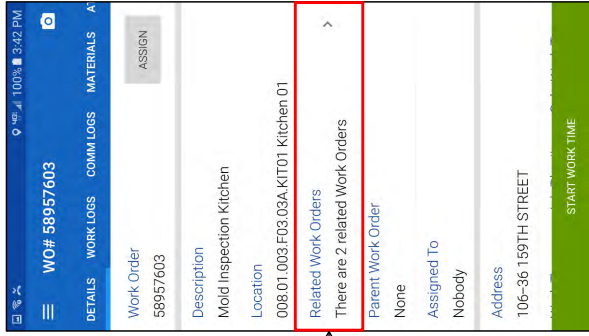 100% 3:42 PM
WO# 58957603
DETAILS WORK LOGS COMM LOGS MATERIALS
Work Order
58957603
ASSIGN
Description
Mold Inspection Kitchen
Location
008.01.003.F03.03A.KIT01 Kitchen 01
Related Work Orders
There are 2 related Work Orders
Parent Work Order
None
Assigned To
Nobody
Address
106-36 159TH STREET
START WORK TIME